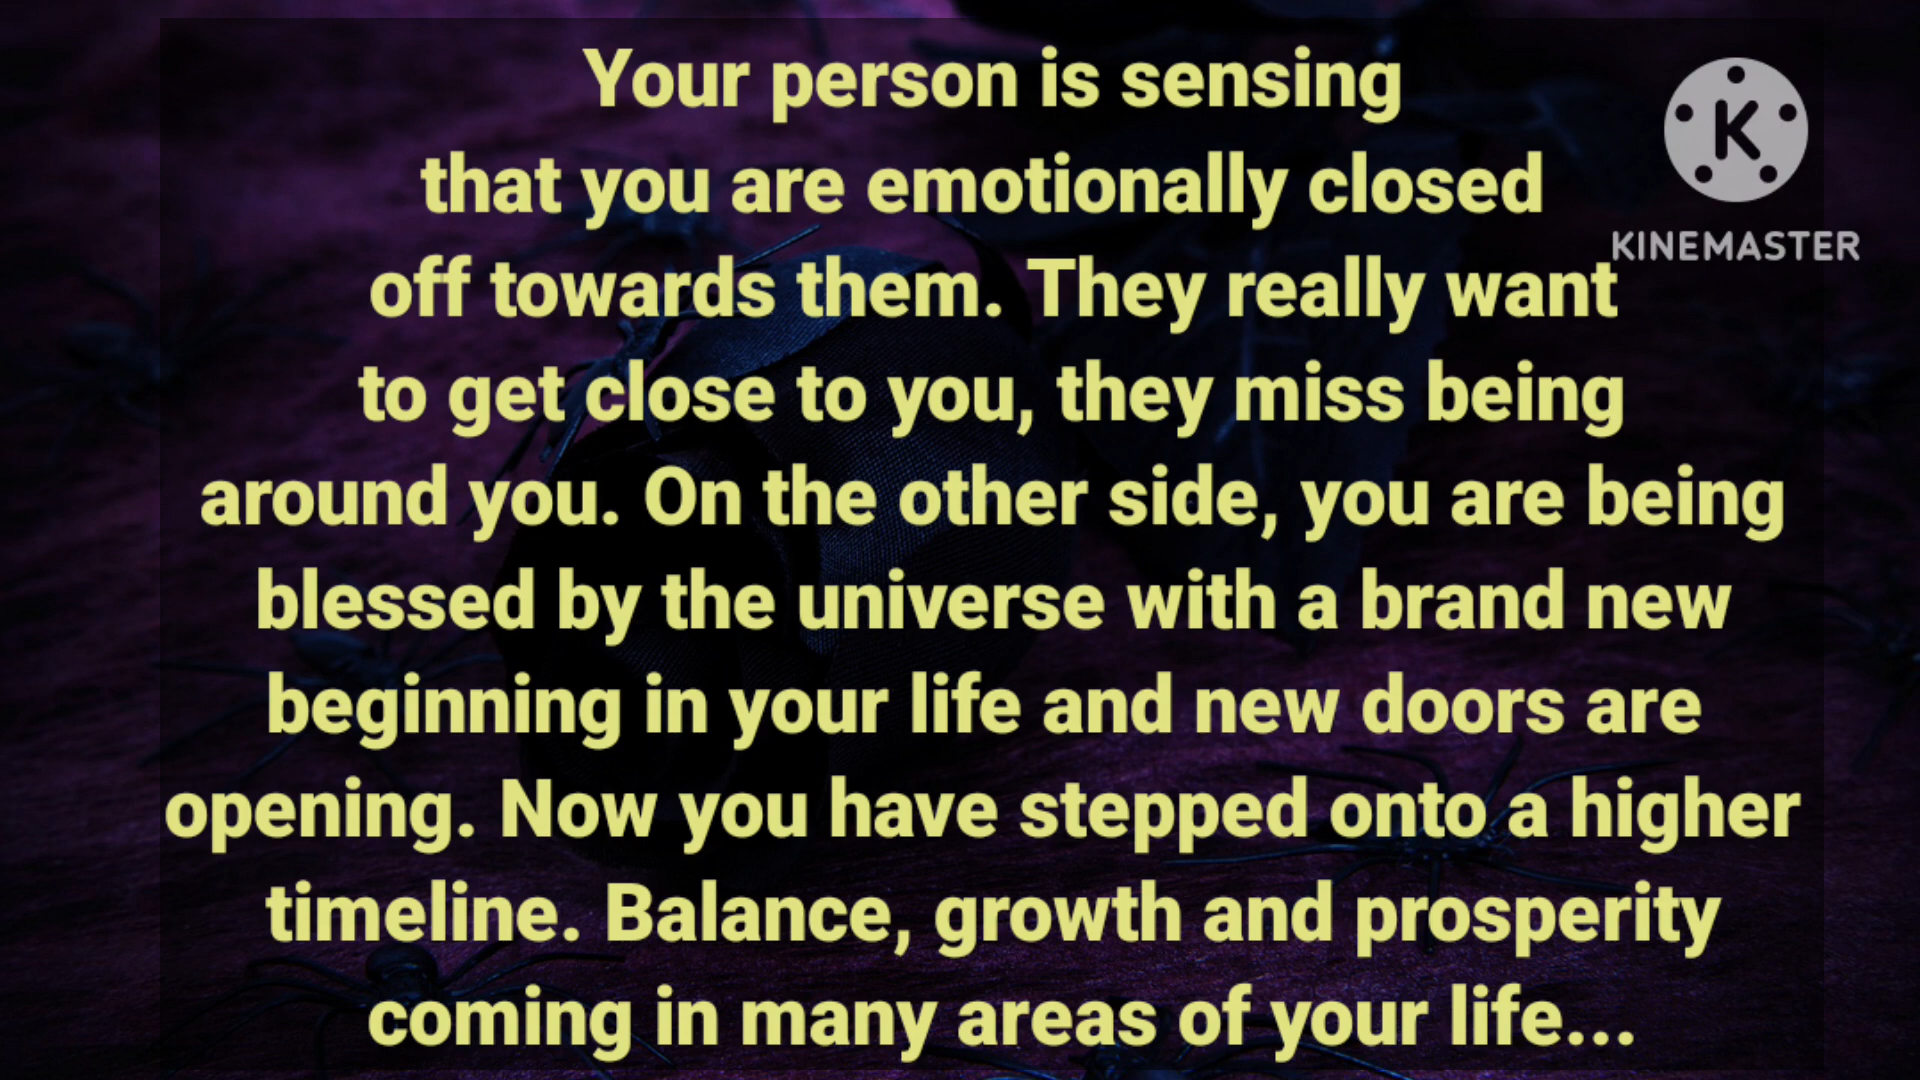 Your person is sensing
that you are emotionally closed
off towards them. They really want
to get close to you, they miss being
around you. On the other side, you are being
blessed by the universe with a brand new
beginning in your life and new doors are
opening. Now you have stepped onto a higher
timeline. Balance, growth and prosperity
coming in many areas of your life...
K
KINEMASTER